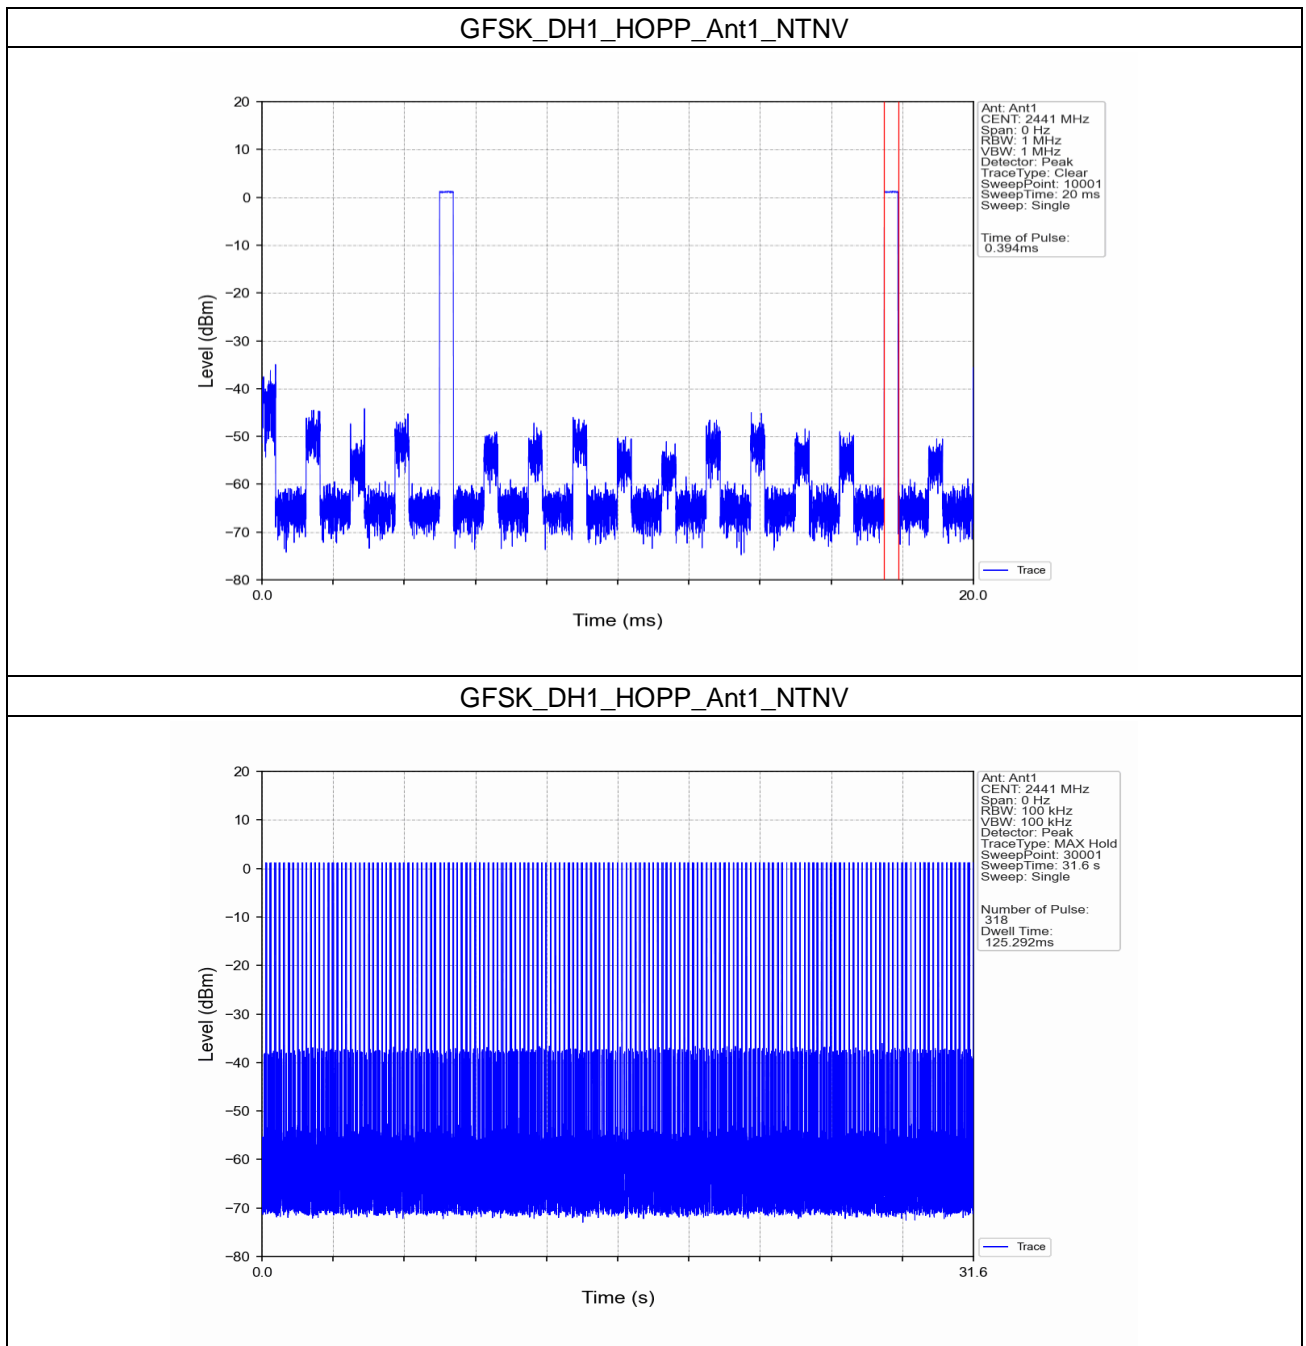 GFSK_DH1_HOPP_Ant1_NTNV
20
10
0
−10
−20
−30
−40
−50
−60
−70
−80
Level (dBm)
0.0
20.0
Time (ms)
Ant: Ant1
CENT: 2441 MHz
Span: 0 Hz
RBW: 1 MHz
VBW: 1 MHz
Detector: Peak
TraceType: Clear
SweepPoint: 10001
SweepTime: 20 ms
Sweep: Single
Time of Pulse:
0.394ms
Trace
GFSK_DH1_HOPP_Ant1_NTNV
20
10
0
−10
−20
−30
−40
−50
−60
−70
−80
Level (dBm)
0.0
31.6
Time (s)
Ant: Ant1
CENT: 2441 MHz
Span: 0 Hz
RBW: 100 kHz
VBW: 100 kHz
Detector: Peak
TraceType: MAX Hold
SweepPoint: 30001
SweepTime: 31.6 s
Sweep: Single
Number of Pulse:
318
Dwell Time:
125.292ms
Trace